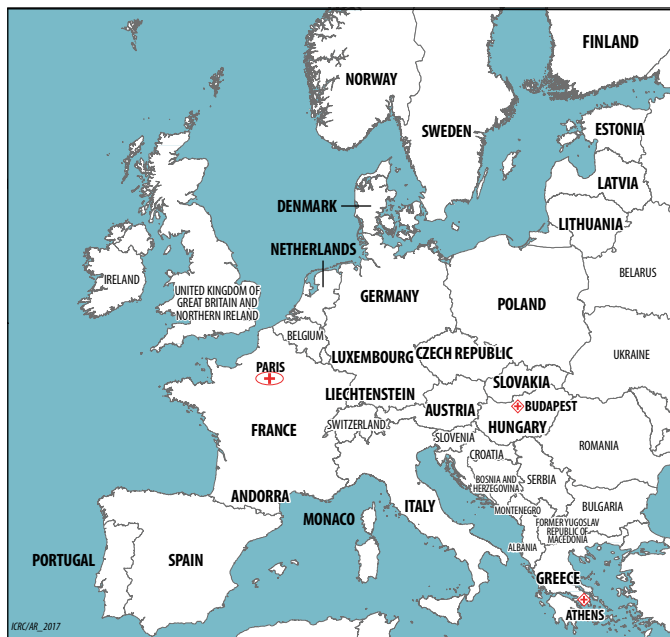 FINLAND
NORWAY
SWEDEN
ESTONIA
LATVIA
DENMARK
LITHUANIA
NETHERLANDS
IRELAND
BELARUS
UNITED KINGDOM OF
GREAT BRITAIN AND
NORTHERN IRELAND
GERMANY
POLAND
BELGIUM
UKRAINE
LUXEMBOURG
CZECH REPUBLIC
PARIS
SLOVAKIA
LIECHTENSTEIN
AUSTRIA
BUDAPEST
HUNGARY
FRANCE
SWITZERLAND
SLOVENIA
ROMANIA
CROATIA
BOSNIA AND
HERZEGOVINA
SERBIA
ANDORRA
MONACO
ITALY
MONTENEGRO
BULGARIA
FORMER YUGOSLAV
REPUBLIC OF
MACEDONIA
ALBANIA
PORTUGAL
SPAIN
GREECE
ATHENS
ICRC/AR_2017